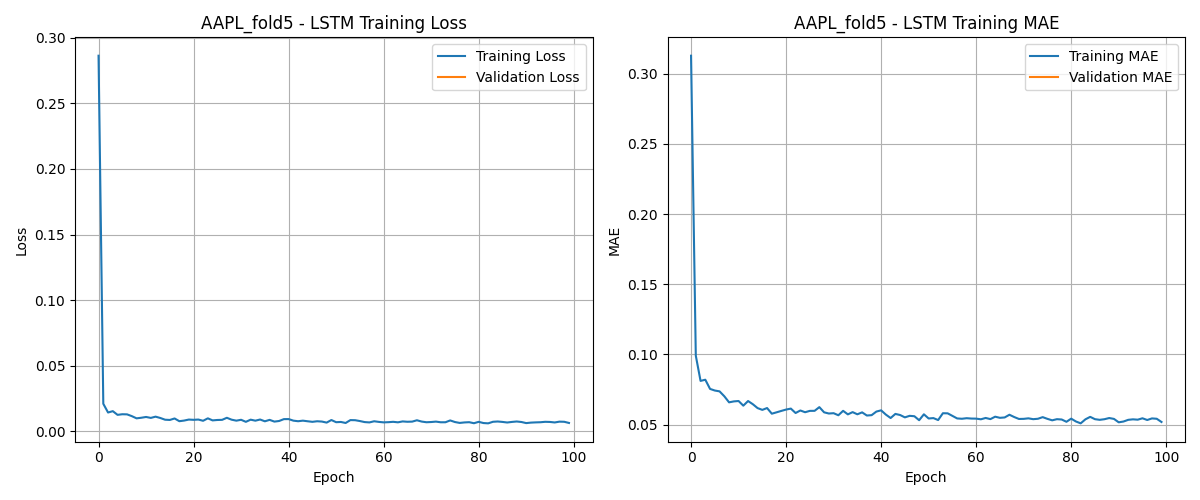 AAPL_fold5 - LSTM Training Loss
Training Loss
Validation Loss
Loss
0.30
0.25
0.20
0.15
0.10
0.05
0.00
0
20
40
60
80
100
Epoch
AAPL_fold5 - LSTM Training MAE
Training MAE
Validation MAE
MAE
0.30
0.25
0.20
0.15
0.10
0.05
0
20
40
60
80
100
Epoch